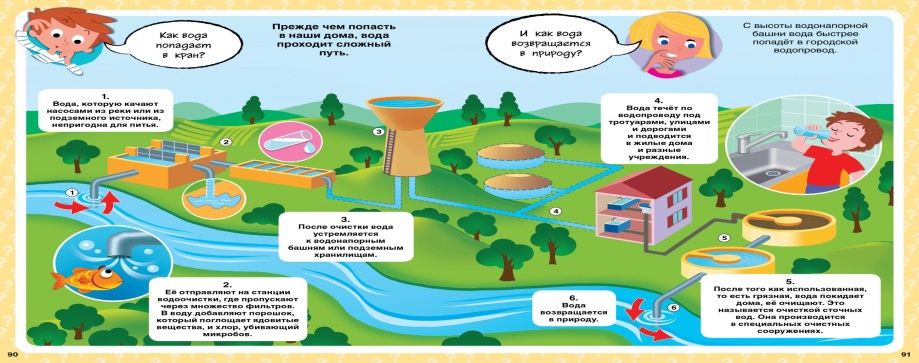 Как вода
попадает
в кран?
Прежде чем попасть
в наши дома, вода
проходит сложный
путь.
И как вода
возвращается
в природу?
С высоты водонапорной
башни вода быстрее
попадёт в городской
водопровод.
1.
Вода, которую качают
насосами из реки или из
подземного источника,
непригодна для питья.
4.
Вода течёт по
водопроводу под
тротуарами, улицами
и дорогами
и подводится
в жилые дома
и разные
учреждения.
2
3
1
4
5
6
3.
После очистки вода
устремляется
к водонапорным
башням или подземным
хранилищам.
2.
Её отправляют на станции
водоочистки, где пропускают
через множество фильтров.
В воду добавляют порошок,
который поглощает ядовитые
вещества, и хлор, убивающий
микробов.
6.
Вода
возвращается
в природу.
5.
После того как использованная,
то есть грязная, вода покидает
дома, её очищают. Это
называется очисткой сточных
вод. Она производится
в специальных очистных
сооружениях.
90
91